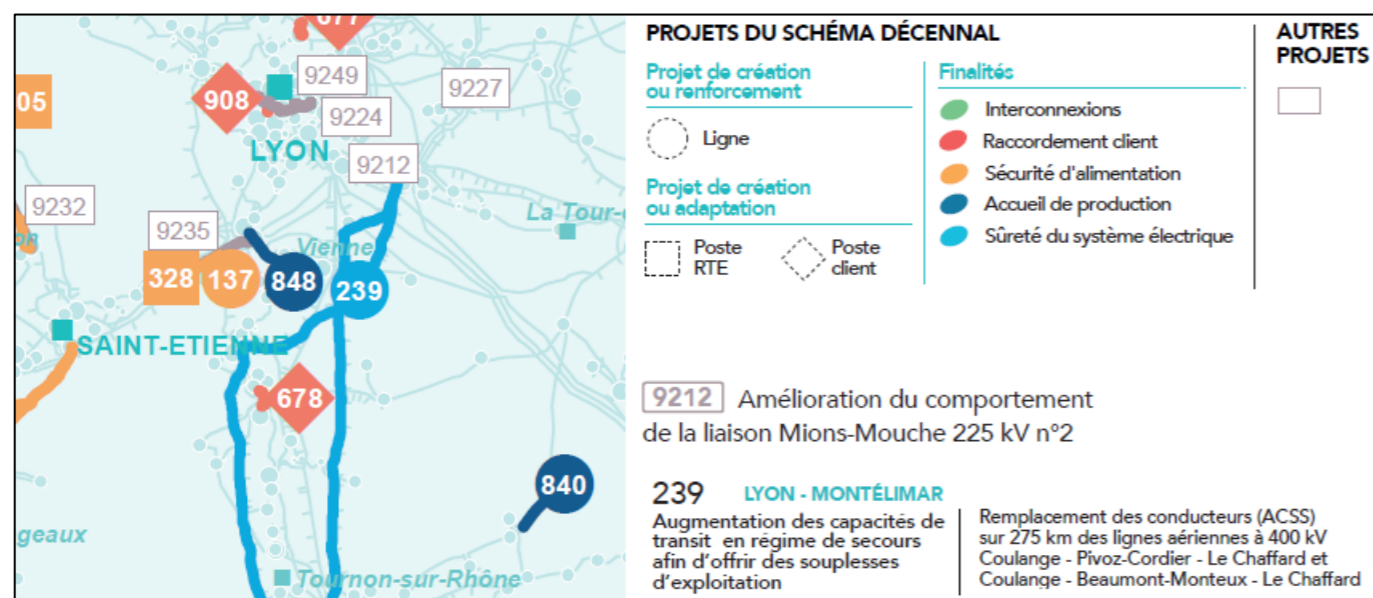 677
9249
05
908
9227
9224
LYON
9212
9232
La Tour-
9235
Vienne
328
137
848
239
SAINT-ETIENNE
678
840
geaux
Tournon-sur-Rhône
PROJETS DU SCHÉMA DÉCENNAL
Projet de création
ou renforcement
Ligne
Projet de création
ou adaptation
Poste
RTE
Poste
client
Finalités
Interconnexions
Raccordement client
Sécurité d'alimentation
Accueil de production
Sûreté du système électrique
AUTRES
PROJETS
9212 Amélioration du comportement
de la liaison Mions-Mouche 225 kV n°2
239 LYON - MONTÉLIMAR
Augmentation des capacités de
transit en régime de secours
afin d'offrir des souplesses
d'exploitation
Remplacement des conducteurs (ACSS)
sur 275 km des lignes aériennes à 400 kV
Coulange - Pivoz-Cordier - Le Chaffard et
Coulange - Beaumont-Monteux - Le Chaffard